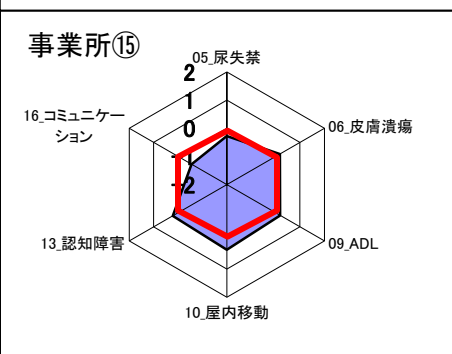 事業所⑮
05_尿失禁
2
1
0
-1
-2
06_皮膚潰瘍
09_ADL
10_屋内移動
13_認知障害
16_コミュニケー
ション